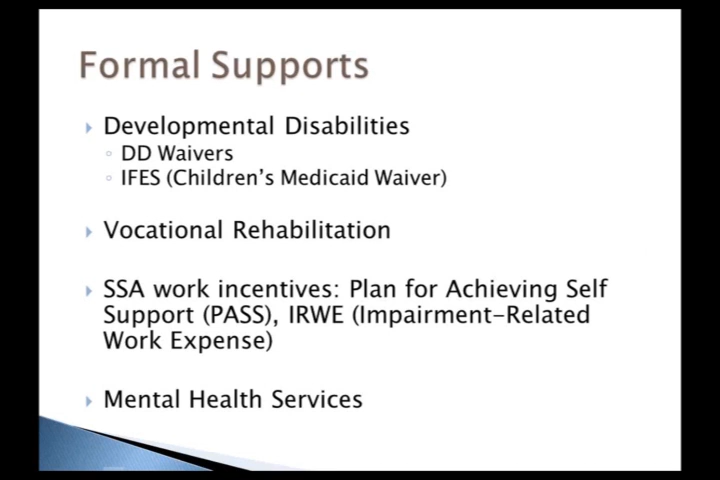 Formal Supports
Developmental Disabilities
DD Waivers
IFES (Children's Medicaid Waiver)
Vocational Rehabilitation
SSA work incentives: Plan for Achieving Self
Support (PASS), IRWE (Impairment-Related
Work Expense)
Mental Health Services